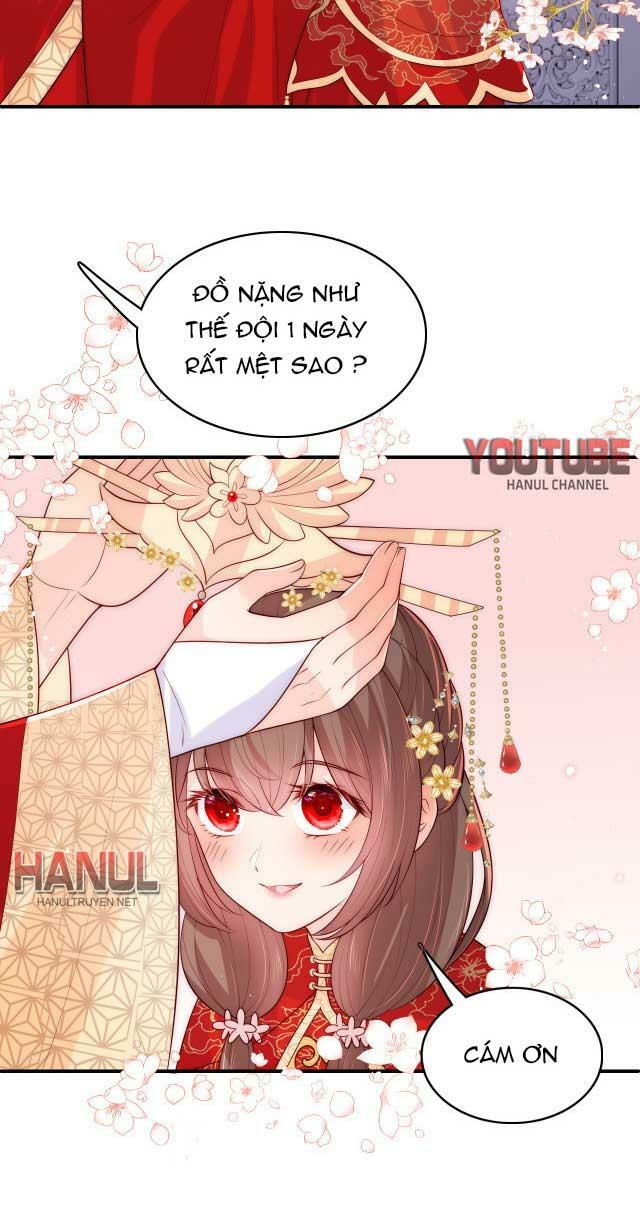 ĐỒ NẶNG NHƯ
THẾ ĐỘI 1 NGÀY
RẤT MỆT SAO ?
YOUTUBE
HANUL CHANNEL
HANUL
HANULTRUYEN.NET
CÁM ƠN